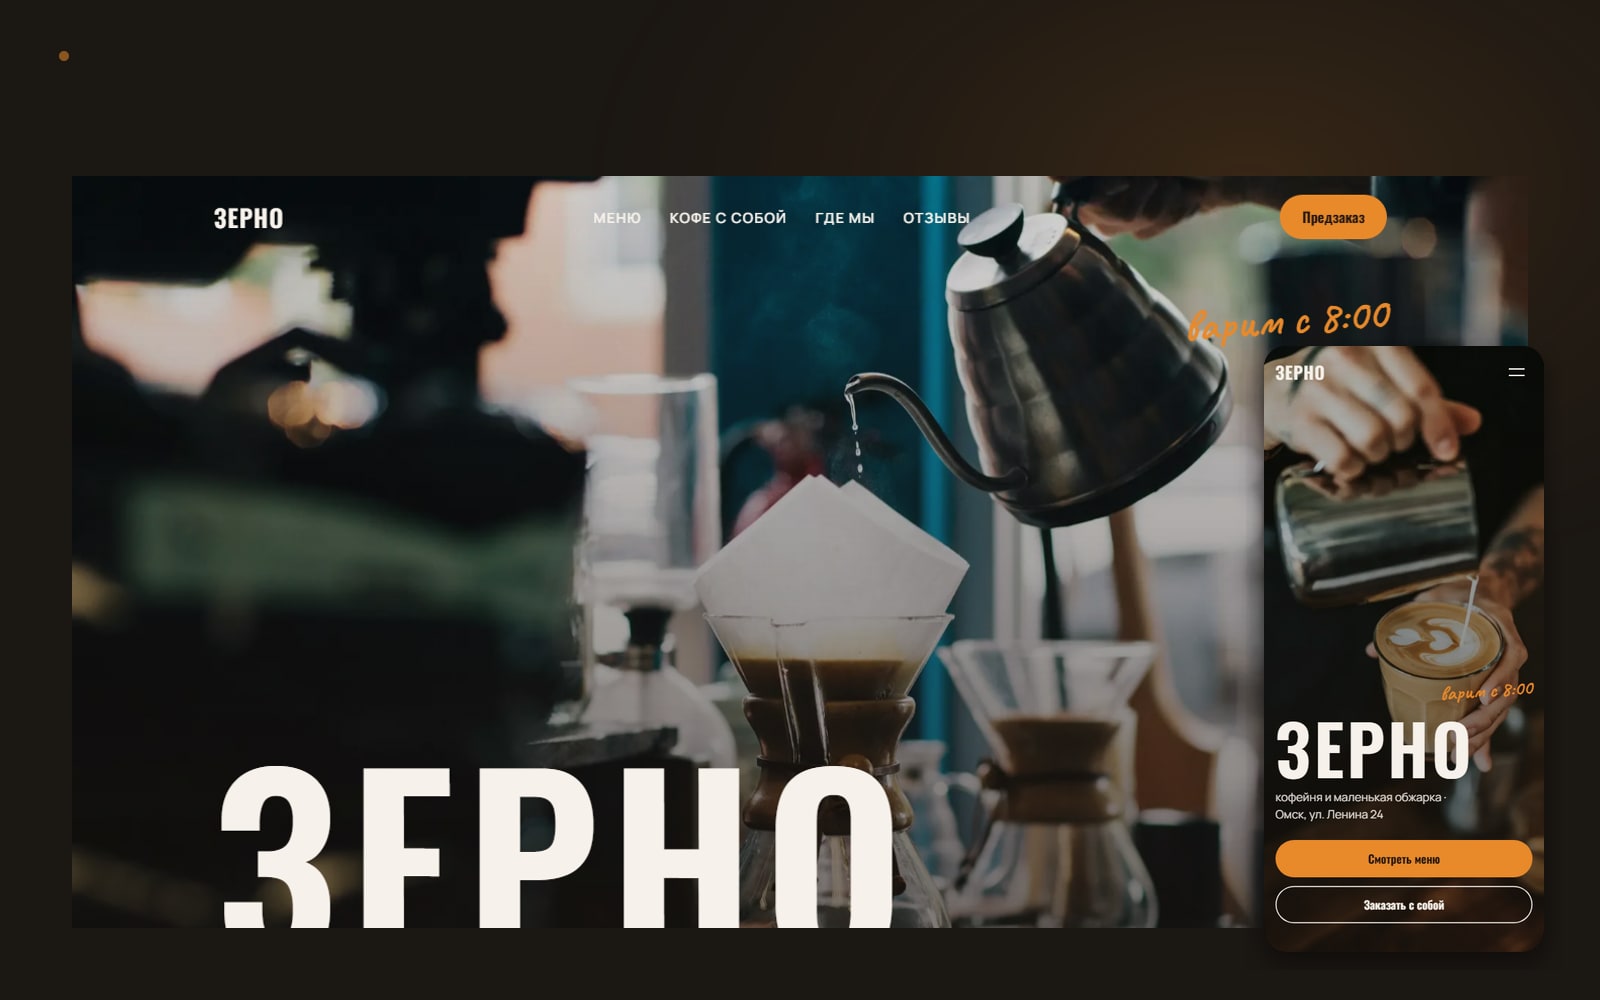 ЗЕРНО
МЕНЮ КОФЕ С СОБОЙ ГДЕ МЫ ОТЗЫВЫ
Предзаказ
варим с 8:00
ЗЕРНО
ЗЕРНО
варим с 8:00
ЗЕРНО
кофейня и маленькая обжарка ·
Омск, ул. Ленина 24
Смотреть меню
Заказать с собой